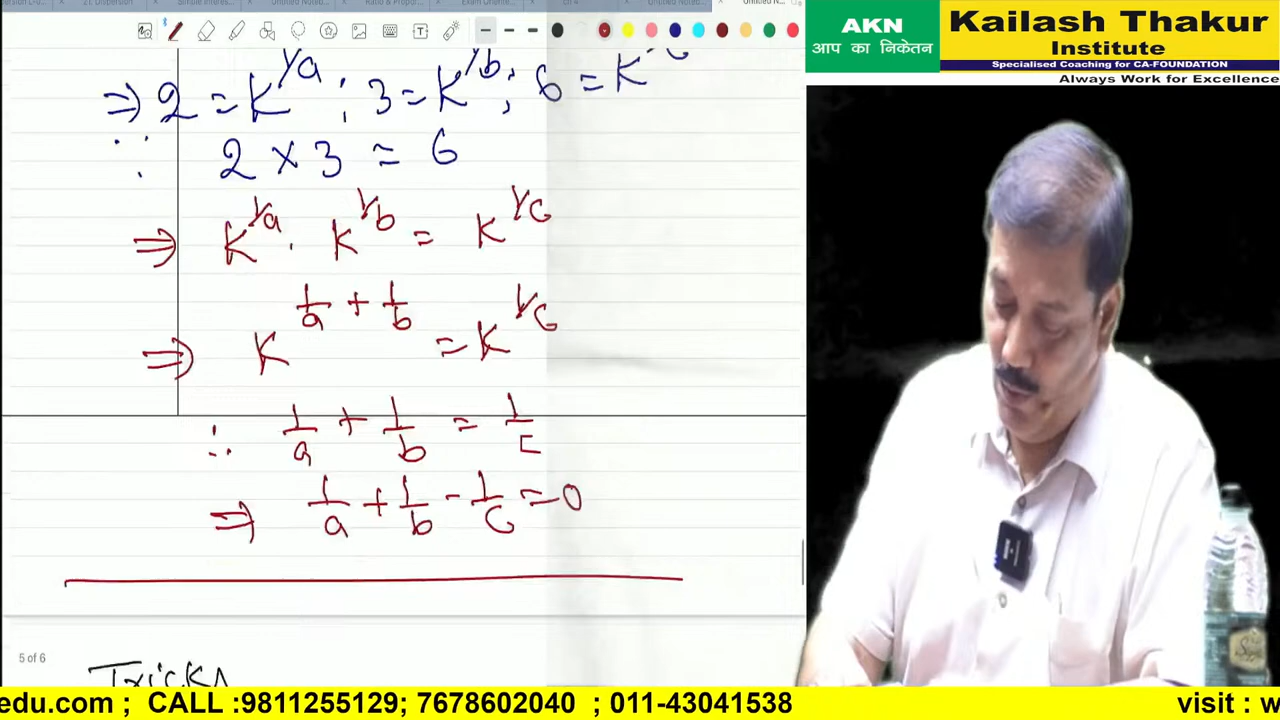 AKN
आप का निकेतन
Kailash Thakur
Institute
Specialised Coaching for CA-FOUNDATION
Always Work for Excellence
⇒ 2 = K^1/a ; 3 = K^1/b ; 6 = K
∵ 2 × 3 = 6
⇒ K^1/a . K^1/b = K^1/c
⇒ K^(1/a + 1/b) = K^1/c
∴ 1/a + 1/b = 1/c
⇒ 1/a + 1/b - 1/c = 0
5 of 6
edu.com ; CALL :9811255129; 7678602040 ; 011-43041538
visit : w